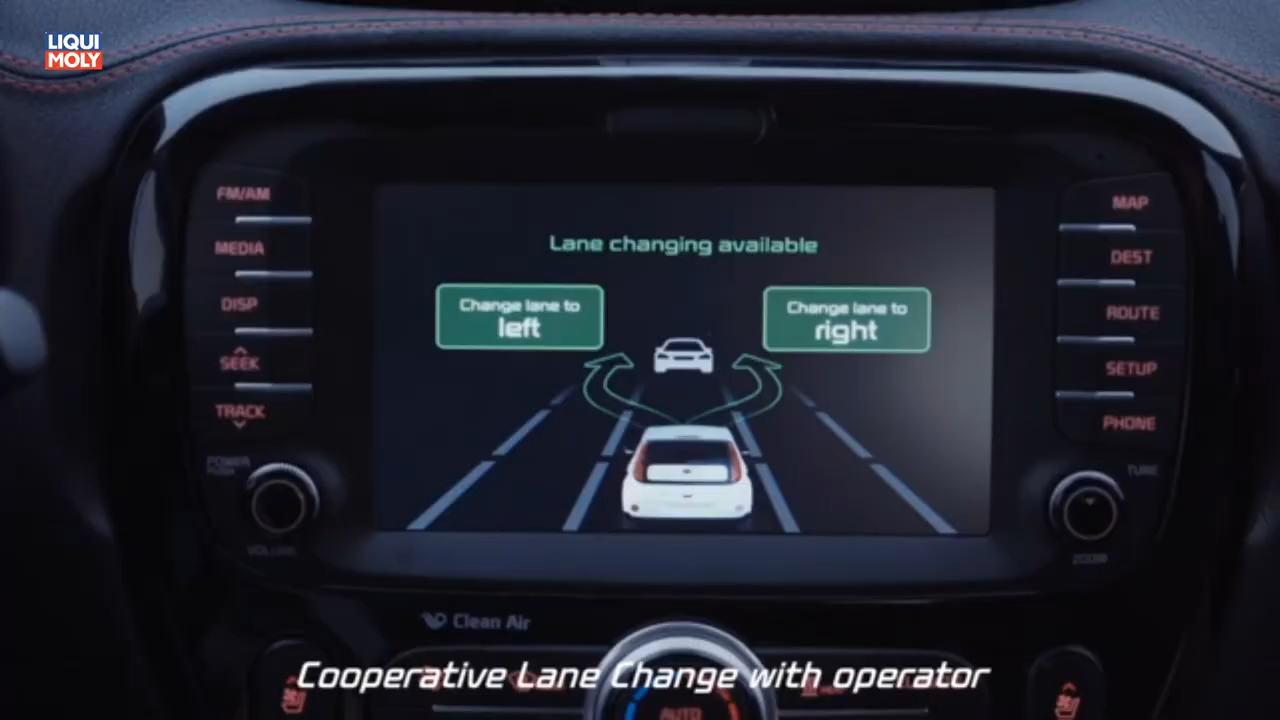 LIQUI
MOLY
FM/AM
MEDIA
DISP
SEEK
TRACK
POWER
PUSH
VOLUME
Lane changing available
Change lane to
left
Change lane to
right
MAP
DEST
ROUTE
SETUP
PHONE
TUNE
ZOOM
Clean Air
Cooperative Lane Change with operator
AUTO